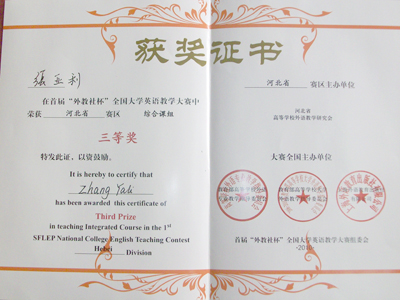 获奖证书
张亚利
在首届“外教社杯”全国大学英语教学大赛中
荣获 河北省 赛区 综合课组
三等奖
特发此证，以资鼓励。
It is hereby to certify that
Zhang Yali
has been awarded this certificate of
Third Prize
in teaching Integrated Course in the 1st
SFLEP National College English Teaching Contest
Hebei Division
河北省 赛区主办单位
河北省
高等学校外语教学研究会
大赛全国主办单位
首届“外教社杯”全国大学英语教学大赛组委会